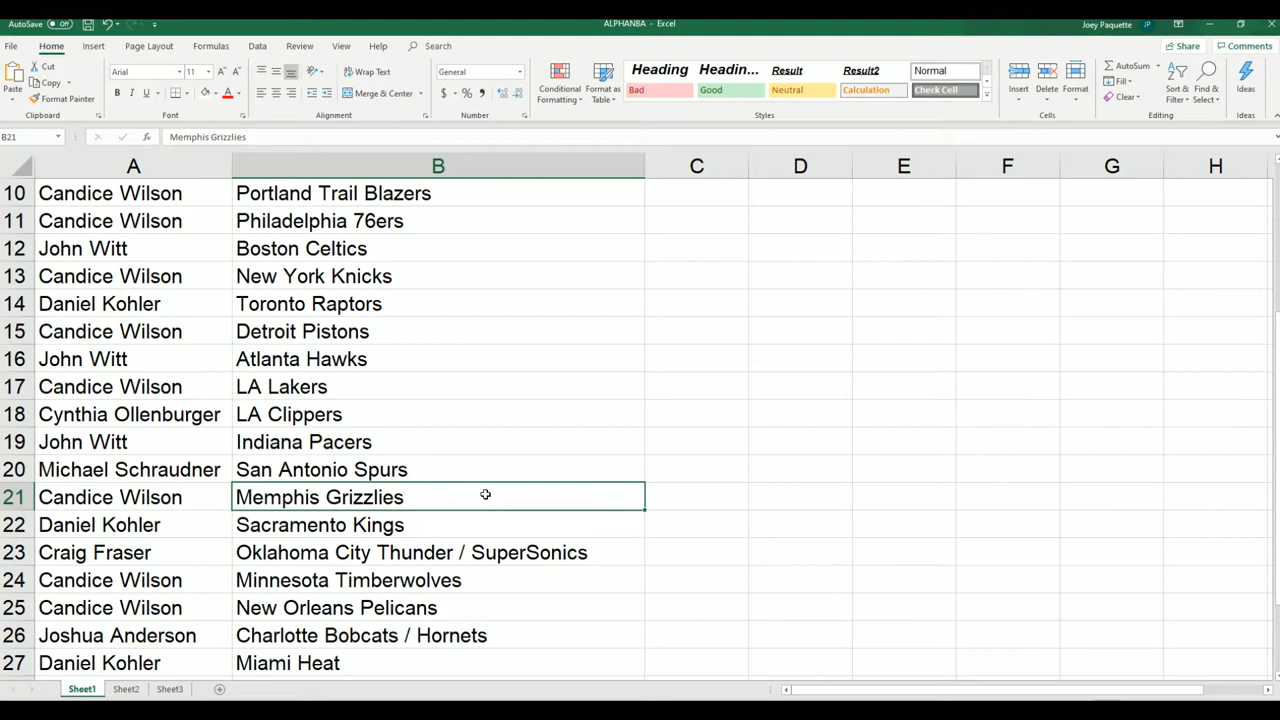 AutoSave Off
ALPHANBA - Excel
Joey Paquette JP
File Home Insert Page Layout Formulas Data Review View Help Search Share Comments
Paste
Cut
Copy
Format Painter
Clipboard
Arial 11
B I U A
Font
Wrap Text
Merge & Center
Alignment
General
$ % 9
Number
Conditional Formatting
Format as Table
Heading Headin... Result Result2 Normal
Bad Good Neutral Calculation Check Cell
Styles
Insert Delete Format
Cells
AutoSum
Fill
Clear
Sort & Filter
Find & Select
Editing
Ideas
Ideas
B21 fx Memphis Grizzlies
A B C D E F G H
10 Candice Wilson Portland Trail Blazers
11 Candice Wilson Philadelphia 76ers
12 John Witt Boston Celtics
13 Candice Wilson New York Knicks
14 Daniel Kohler Toronto Raptors
15 Candice Wilson Detroit Pistons
16 John Witt Atlanta Hawks
17 Candice Wilson LA Lakers
18 Cynthia Ollenburger LA Clippers
19 John Witt Indiana Pacers
20 Michael Schraudner San Antonio Spurs
21 Candice Wilson Memphis Grizzlies
22 Daniel Kohler Sacramento Kings
23 Craig Fraser Oklahoma City Thunder / SuperSonics
24 Candice Wilson Minnesota Timberwolves
25 Candice Wilson New Orleans Pelicans
26 Joshua Anderson Charlotte Bobcats / Hornets
27 Daniel Kohler Miami Heat
Sheet1 Sheet2 Sheet3